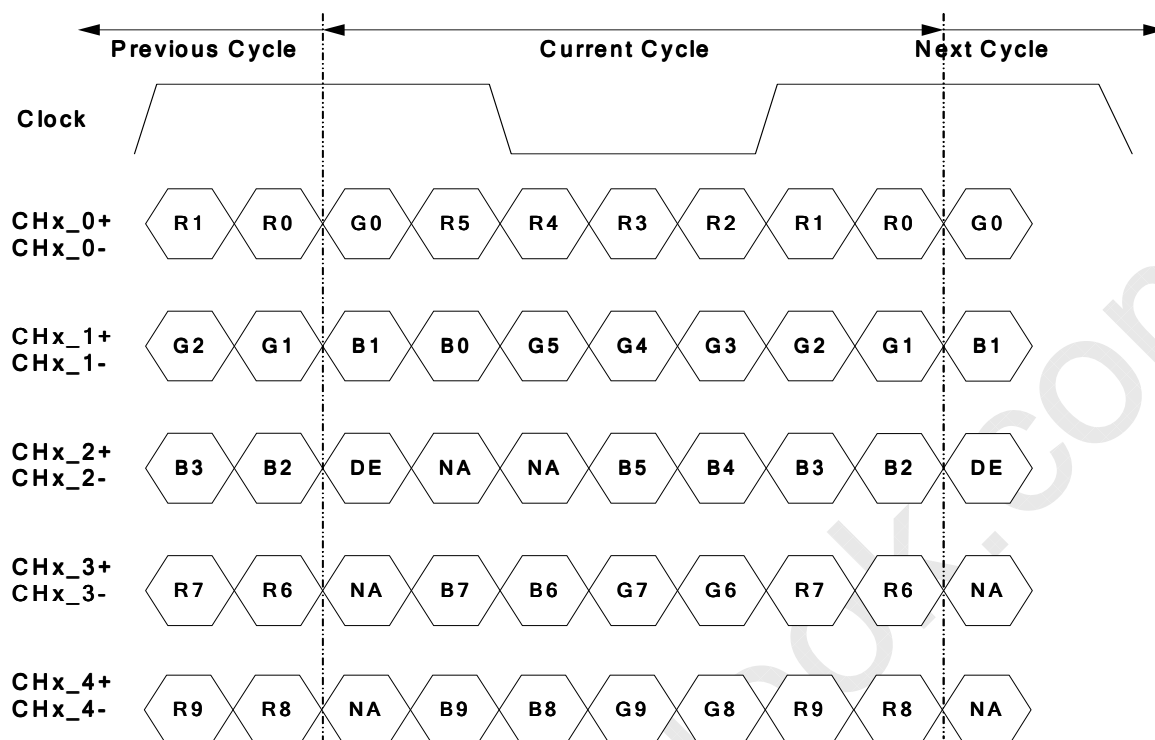 Previous Cycle Current Cycle Next Cycle
Clock
CHx_0+
CHx_0-
R1 R0 G0 R5 R4 R3 R2 R1 R0 G0
CHx_1+
CHx_1-
G2 G1 B1 B0 G5 G4 G3 G2 G1 B1
CHx_2+
CHx_2-
B3 B2 DE NA NA B5 B4 B3 B2 DE
CHx_3+
CHx_3-
R7 R6 NA B7 B6 G7 G6 R7 R6 NA
CHx_4+
CHx_4-
R9 R8 NA B9 B8 G9 G8 R9 R8 NA